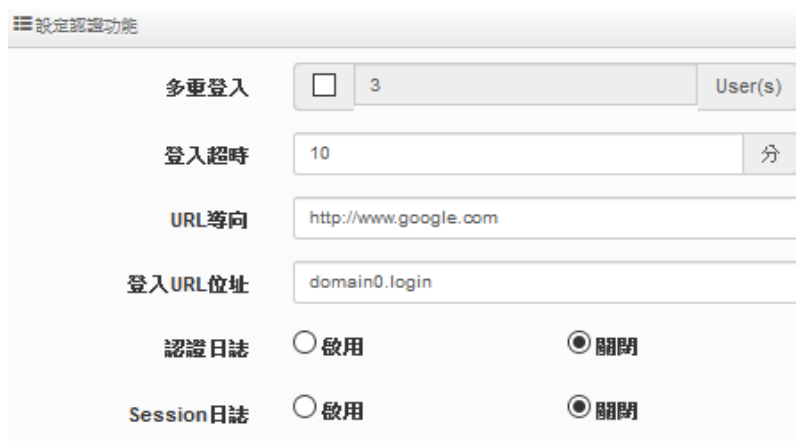 設定認證功能
多重登入 3 User(s)
登入超時 10 分
URL導向 http://www.google.com
登入URL位址 domain0.login
認證日誌 啟用 關閉
Session日誌 啟用 關閉